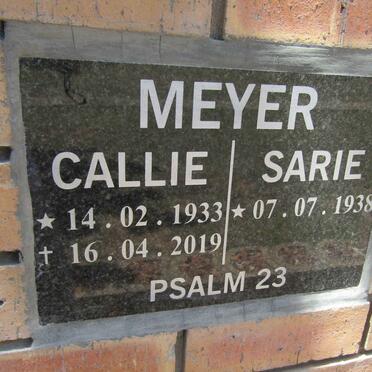 MEYER
CALLIE SARIE
★ 14.02.1933 ★ 07.07.1938
✝ 16.04.2019
PSALM 23